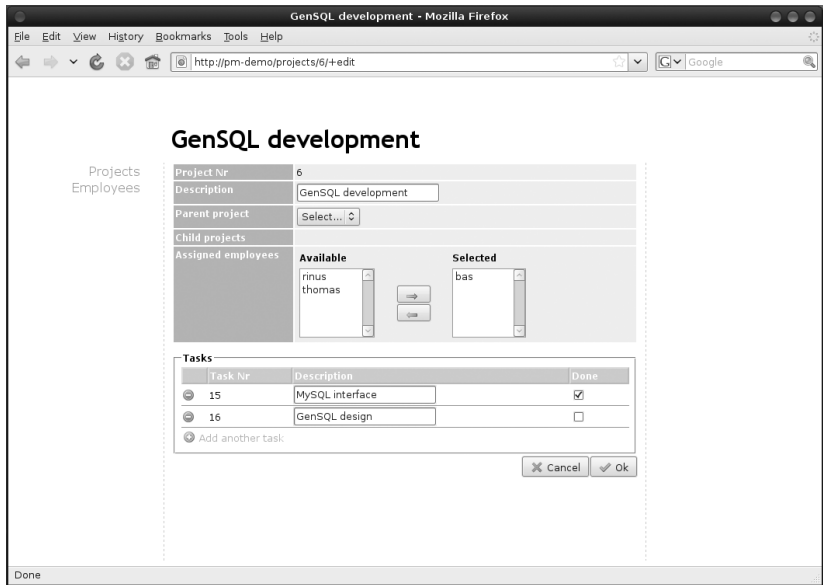 GenSQL development - Mozilla Firefox
File Edit View History Bookmarks Tools Help
http://pm-demo/projects/6/+edit
G Google
GenSQL development
Projects
Employees
Project Nr 6
Description GenSQL development
Parent project Select...
Child projects
Assigned employees Available Selected
rinus bas
thomas
Tasks
Task Nr Description Done
15 MySQL interface
16 GenSQL design
Add another task
Cancel Ok
Done